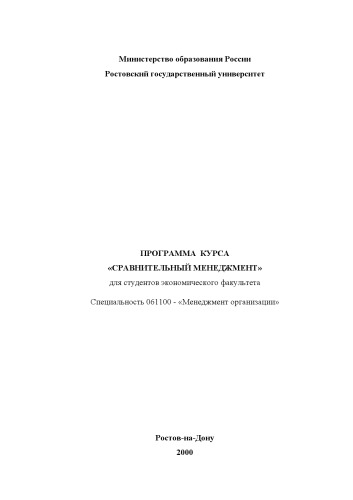 Министерство образования России
Ростовский государственный университет
ПРОГРАММА КУРСА
«СРАВНИТЕЛЬНЫЙ МЕНЕДЖМЕНТ»
для студентов экономического факультета
Специальность 061100 - «Менеджмент организации»
Ростов-на-Дону
2000